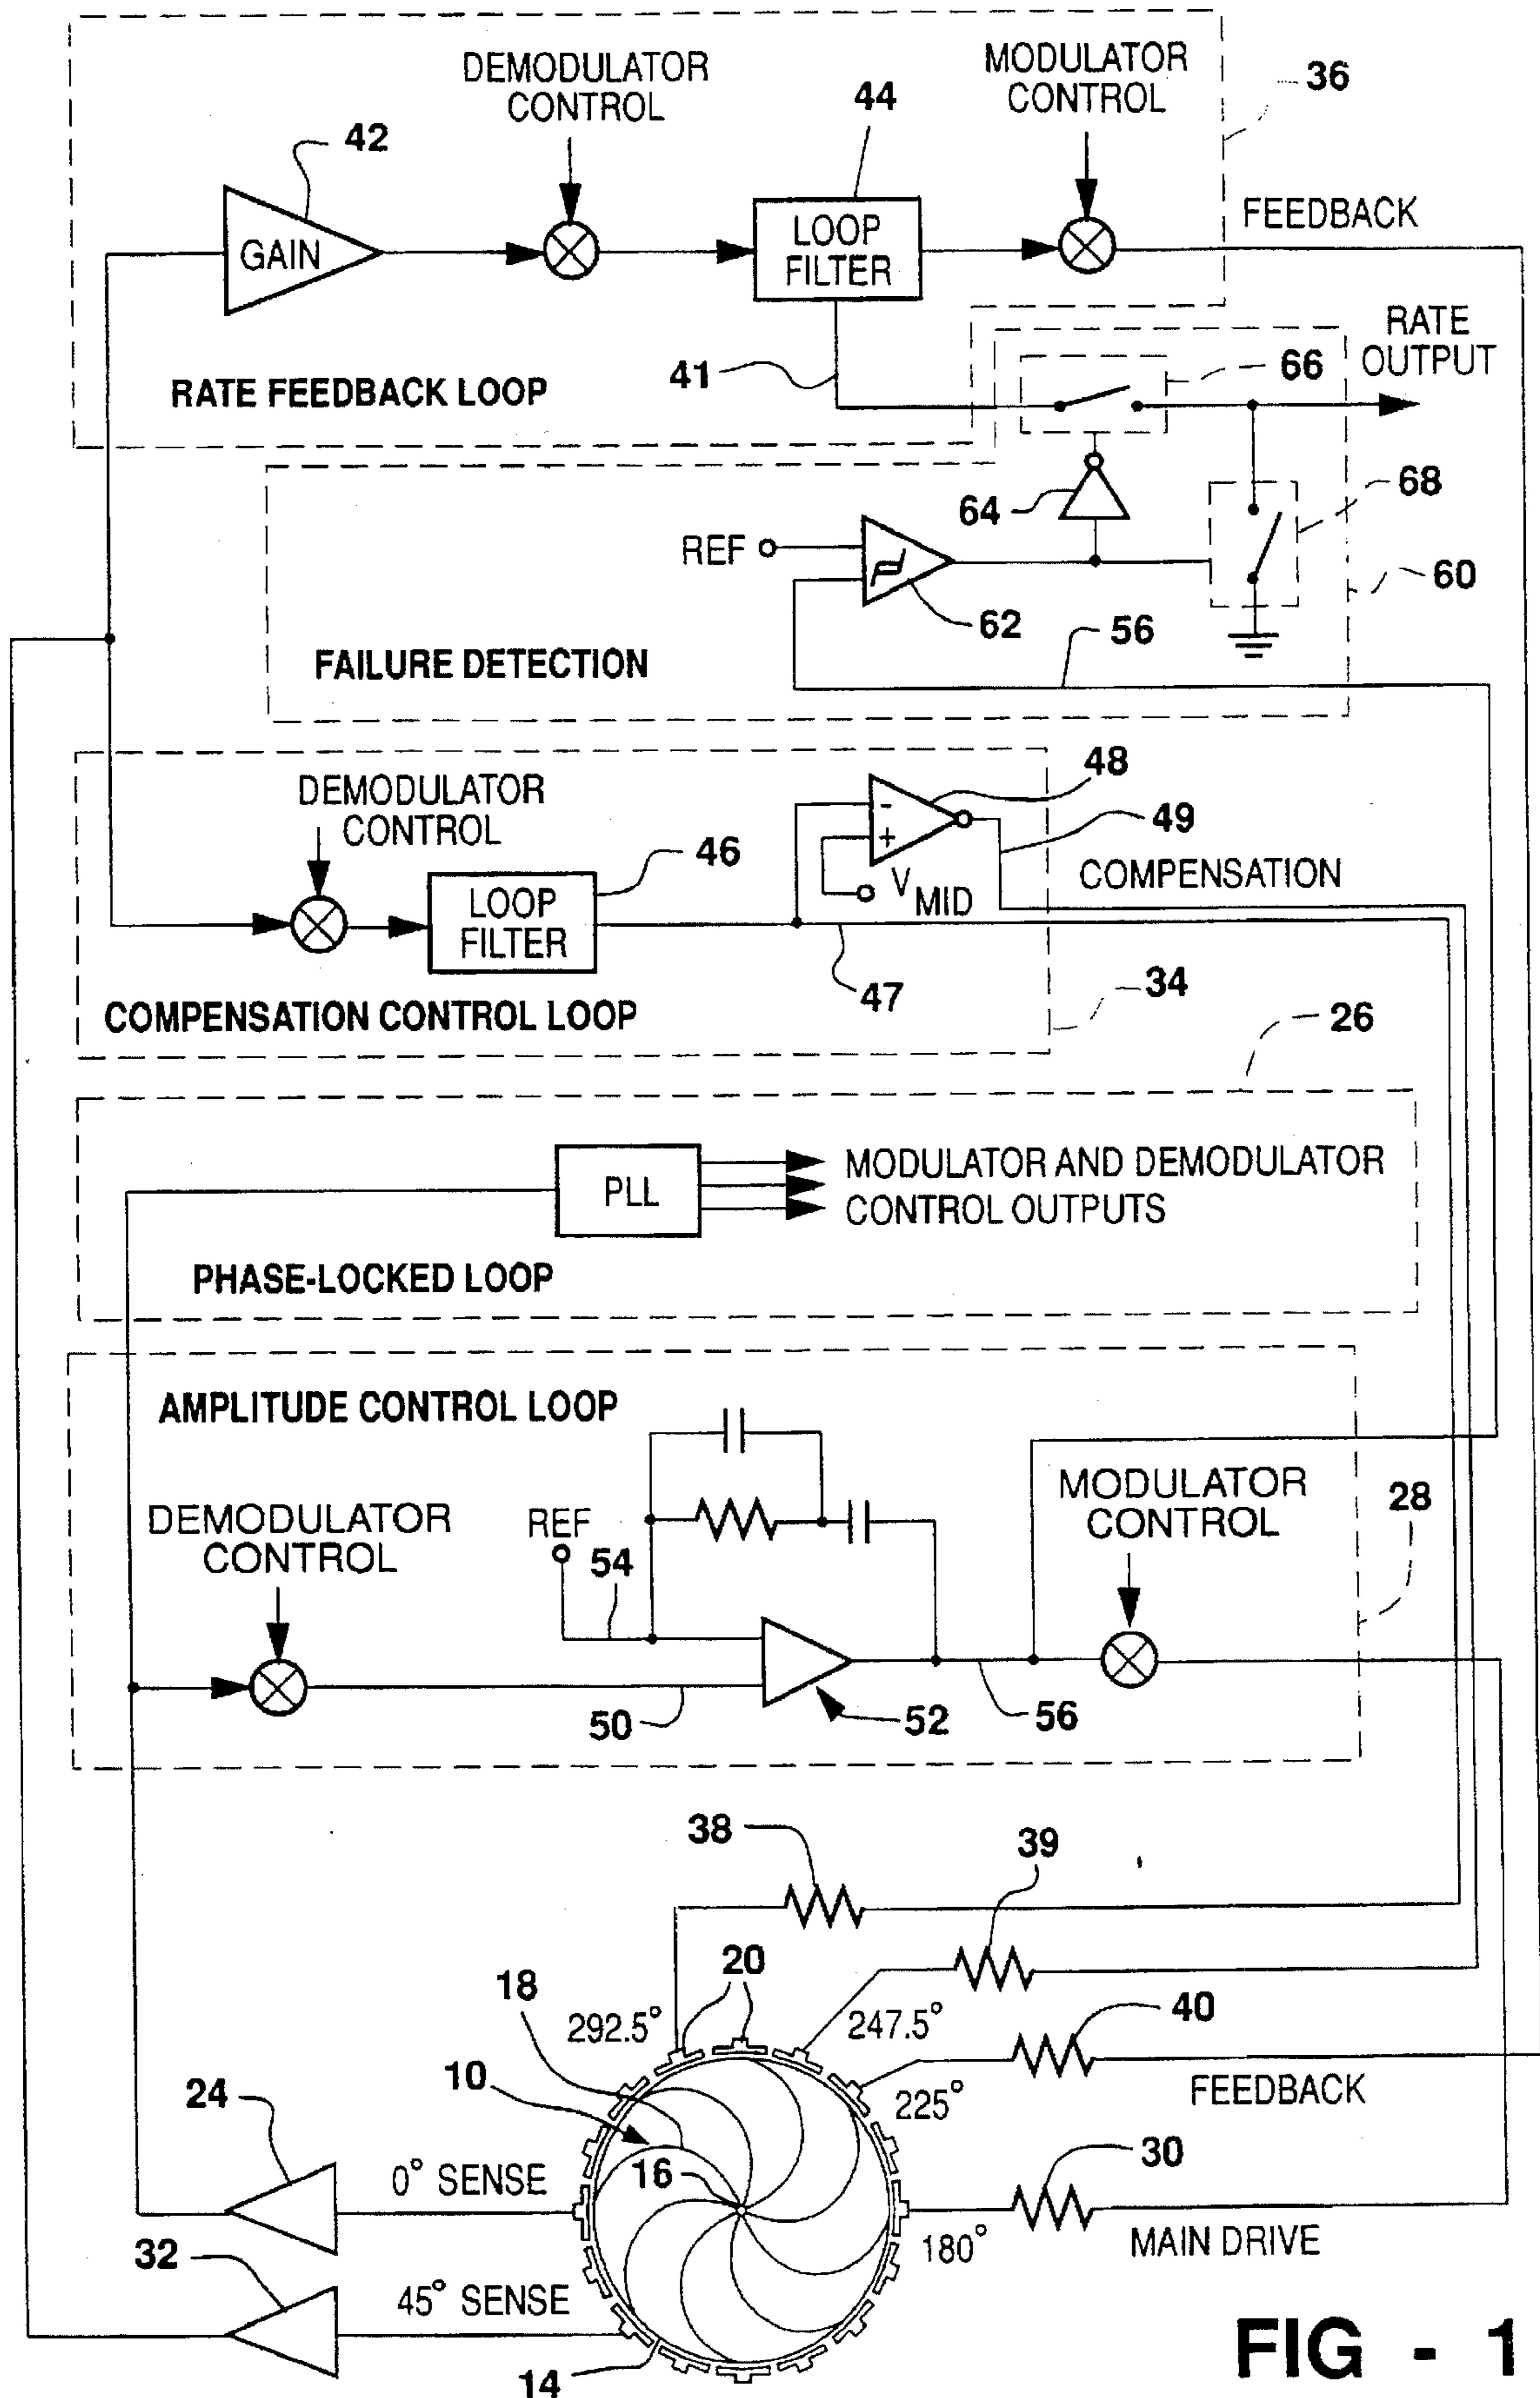 DEMODULATOR
CONTROL
MODULATOR
CONTROL
36
44
42
GAIN
LOOP
FILTER
FEEDBACK
RATE
OUTPUT
41
66
RATE FEEDBACK LOOP
64
68
REF
62
60
56
FAILURE DETECTION
DEMODULATOR
CONTROL
48
49
46
-
+
V MID
COMPENSATION
LOOP
FILTER
47
34
COMPENSATION CONTROL LOOP
26
PLL
MODULATOR AND DEMODULATOR
CONTROL OUTPUTS
PHASE-LOCKED LOOP
AMPLITUDE CONTROL LOOP
DEMODULATOR
CONTROL
REF
54
MODULATOR
CONTROL
28
50
52
56
38
39
20
18
292.5°
247.5°
40
10
225°
FEEDBACK
24
16
30
0° SENSE
180°
MAIN DRIVE
32
45° SENSE
14
FIG - 1